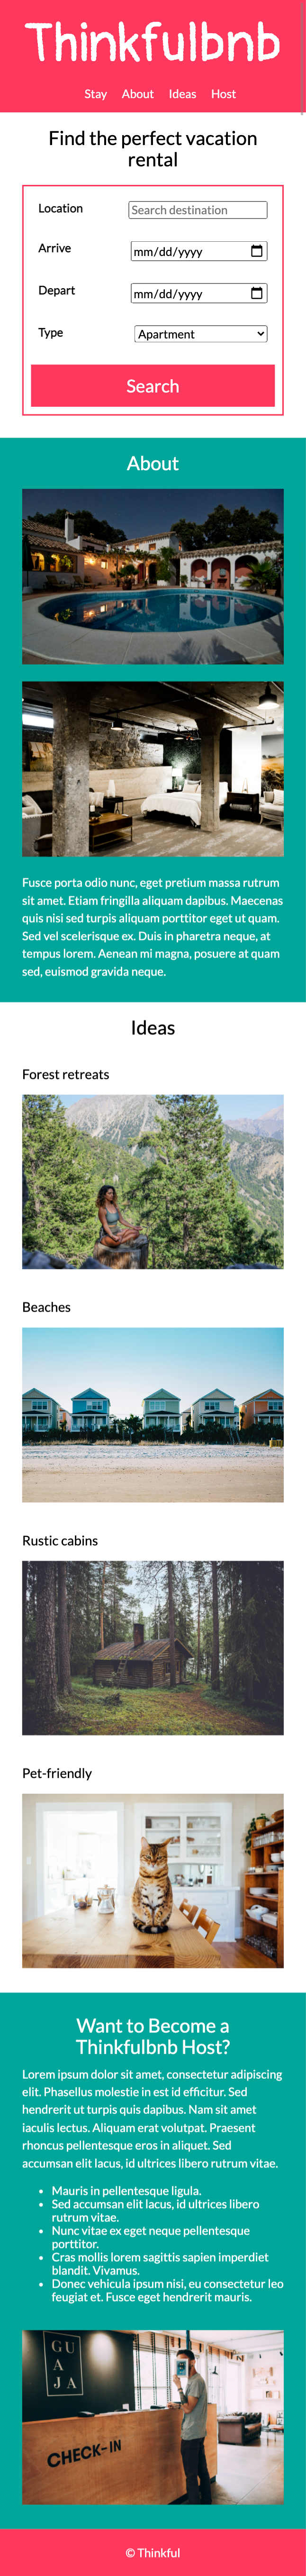 Thinkfulbnb
Stay About Ideas Host
Find the perfect vacation
rental
Location Search destination
Arrive mm/dd/yyyy
Depart mm/dd/yyyy
Type Apartment
Search
About
Fusce porta odio nunc, eget pretium massa rutrum
sit amet. Etiam fringilla aliquam dapibus. Maecenas
quis nisi sed turpis aliquam porttitor eget ut quam.
Sed vel scelerisque ex. Duis in pharetra neque, at
tempus lorem. Aenean mi magna, posuere at quam
sed, euismod gravida neque.
Ideas
Forest retreats
Beaches
Rustic cabins
Pet-friendly
Want to Become a
Thinkfulbnb Host?
Lorem ipsum dolor sit amet, consectetur adipiscing
elit. Phasellus molestie in est id efficitur. Sed
hendrerit ut turpis quis dapibus. Nam sit amet
iaculis lectus. Aliquam erat volutpat. Praesent
rhoncus pellentesque eros in aliquet. Sed
accumsan elit lacus, id ultrices libero rutrum vitae.
• Mauris in pellentesque ligula.
• Sed accumsan elit lacus, id ultrices libero
rutrum vitae.
• Nunc vitae ex eget neque pellentesque
porttitor.
• Cras mollis lorem sagittis sapien imperdiet
blandit. Vivamus.
• Donec vehicula ipsum nisi, eu consectetur leo
feugiat et. Fusce eget hendrerit mauris.
GU
AJA
CHECK-IN
© Thinkful